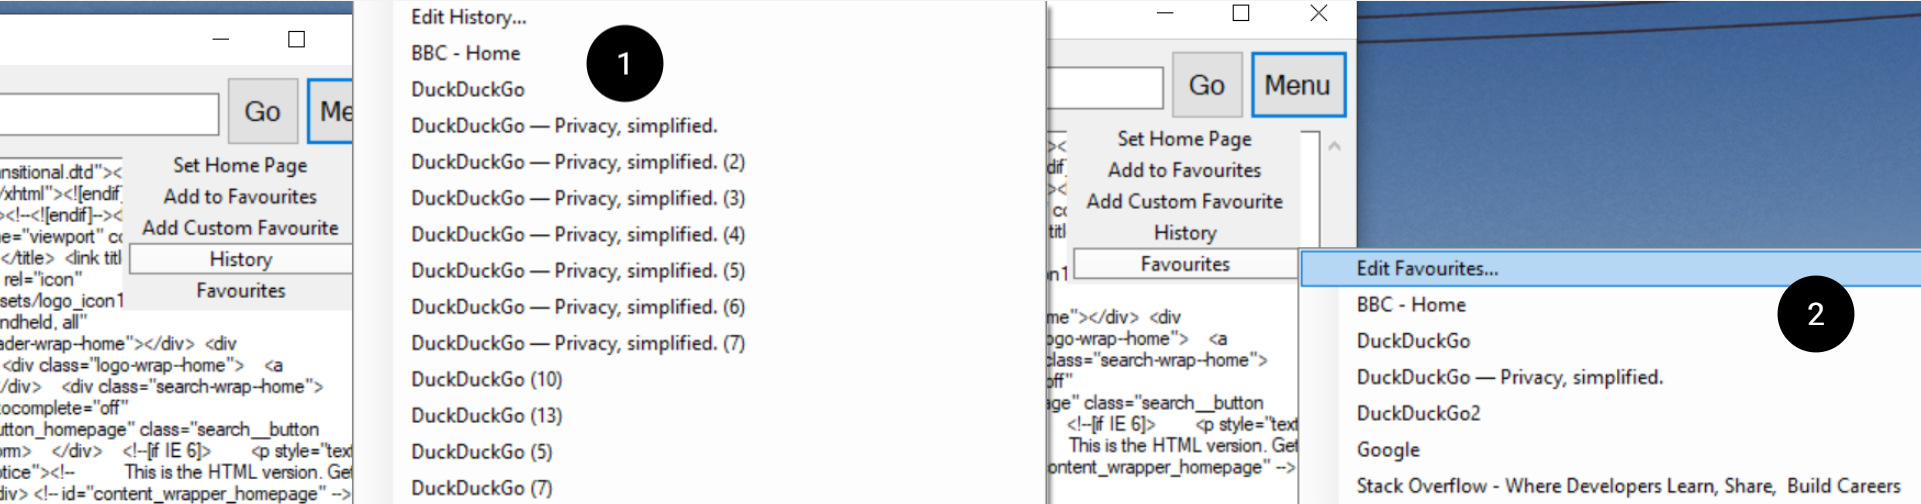 Go
Me
Set Home Page
Add to Favourites
Add Custom Favourite
History
Favourites
nsitional.dtd"><
/xhtml"><![endif]
><!--<![endif]--><
e="viewport" co
</title> <link titl
rel="icon"
sets/logo_icon1
ndheld, all"
ader-wrap--home"></div> <div
<div class="logo-wrap--home"> <a
/div> <div class="search-wrap--home">
tocomplete="off"
utton_homepage" class="search__button
orm> </div> <!--[if IE 6]> <p style="text
otice"><!-- This is the HTML version. Get
div> <!-- id="content_wrapper_homepage" -->
Edit History...
BBC - Home
DuckDuckGo
DuckDuckGo — Privacy, simplified.
DuckDuckGo — Privacy, simplified. (2)
DuckDuckGo — Privacy, simplified. (3)
DuckDuckGo — Privacy, simplified. (4)
DuckDuckGo — Privacy, simplified. (5)
DuckDuckGo — Privacy, simplified. (6)
DuckDuckGo — Privacy, simplified. (7)
DuckDuckGo (10)
DuckDuckGo (13)
DuckDuckGo (5)
DuckDuckGo (7)
1
Go
Menu
Set Home Page
Add to Favourites
Add Custom Favourite
History
Favourites
me"></div> <div
ogo-wrap--home"> <a
class="search-wrap--home">
off"
age" class="search__button
<!--[if IE 6]> <p style="text
This is the HTML version. Get
ontent_wrapper_homepage" -->
Edit Favourites...
BBC - Home
DuckDuckGo
DuckDuckGo — Privacy, simplified.
DuckDuckGo2
Google
Stack Overflow - Where Developers Learn, Share, Build Careers
2